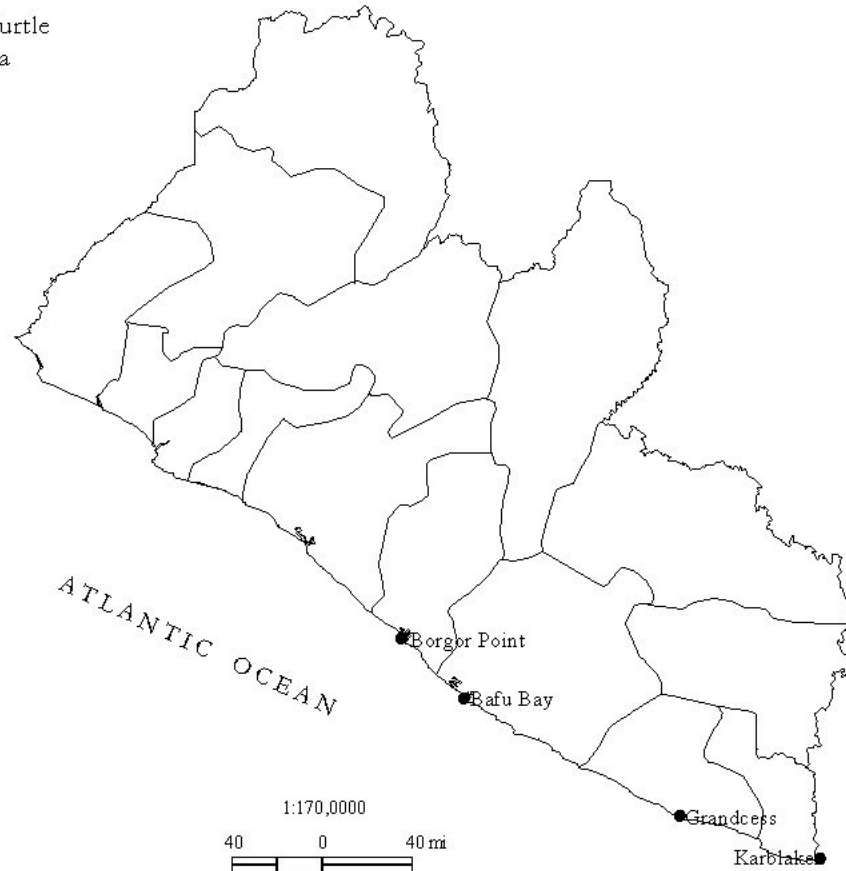 urtle
a
Borgor Point
Bafu Bay
ATLANTIC OCEAN
1:170,0000
40 0 40 mi
Grandcess
Karblake